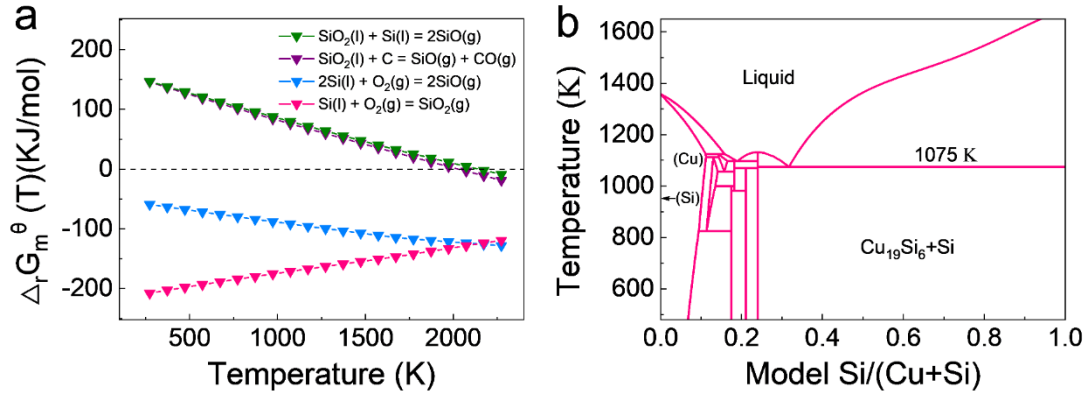 a
200
100
0
-100
-200
Δ_rG_m^θ (T)(KJ/mol)
SiO₂(l) + Si(l) = 2SiO(g)
SiO₂(l) + C = SiO(g) + CO(g)
2Si(l) + O₂(g) = 2SiO(g)
Si(l) + O₂(g) = SiO₂(g)
500 1000 1500 2000
Temperature (K)
b
1600
1400
1200
1000
800
600
Temperature (K)
Liquid
(Cu)
1075 K
(Si)
Cu₁₉Si₆+Si
0.0 0.2 0.4 0.6 0.8 1.0
Model Si/(Cu+Si)